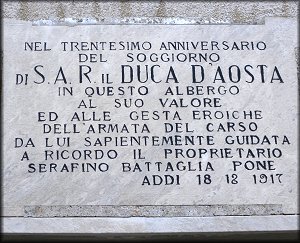 NEL TRENTESIMO ANNIVERSARIO
DEL SOGGIORNO
DI S.A.R. IL DUCA D'AOSTA
IN QUESTO ALBERGO
AL SUO VALORE
ED ALLE GESTA EROICHE
DELL'ARMATA DEL CARSO
DA LUI SAPIENTEMENTE GUIDATA
A RICORDO IL PROPRIETARIO
SERAFINO BATTAGLIA PONE
ADDI 18 1917